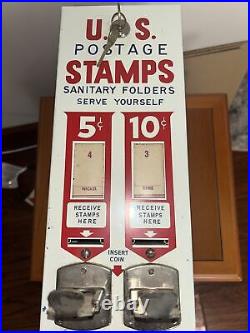 U. S.
POSTAGE
STAMPS
SANITARY FOLDERS
SERVE YOURSELF
5¢ 10¢
4 3
RECEIVE STAMPS HERE
RECEIVE STAMPS HERE
INSERT
COIN